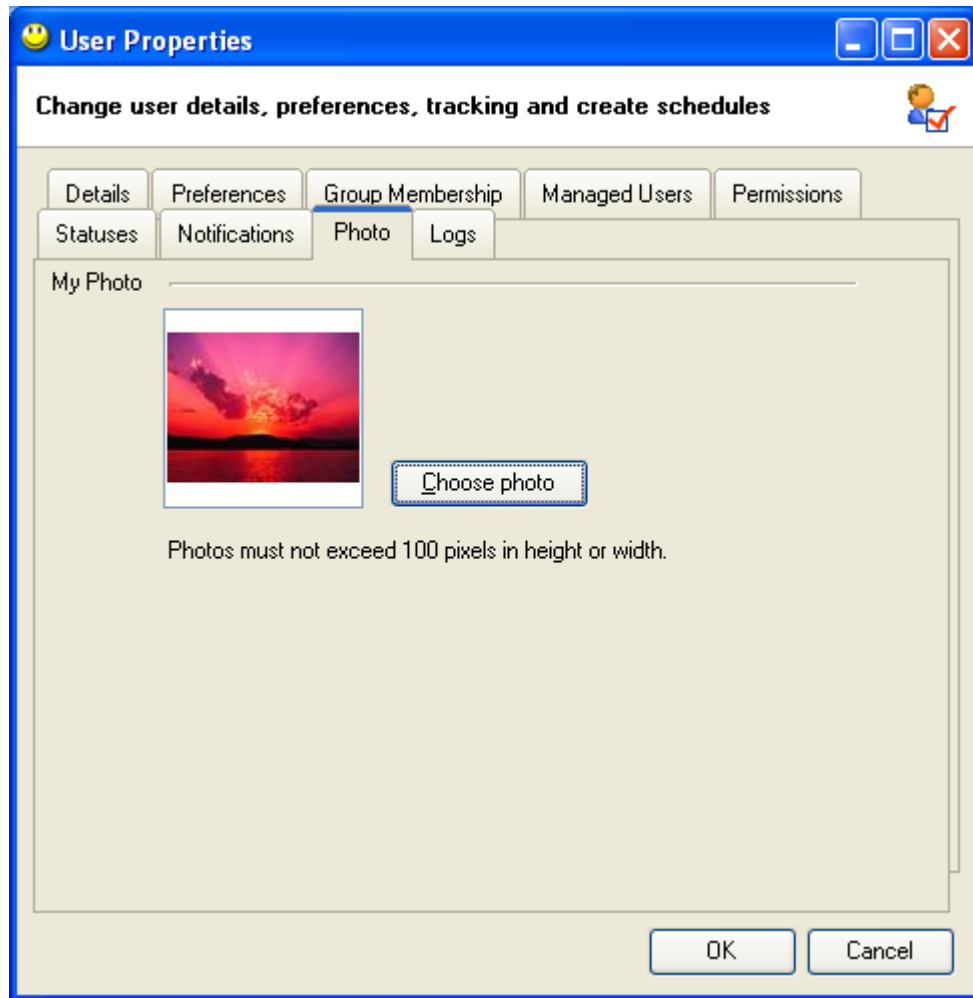 User Properties
Change user details, preferences, tracking and create schedules
Details Preferences Group Membership Managed Users Permissions
Statuses Notifications Photo Logs
My Photo
Choose photo
Photos must not exceed 100 pixels in height or width.
OK Cancel